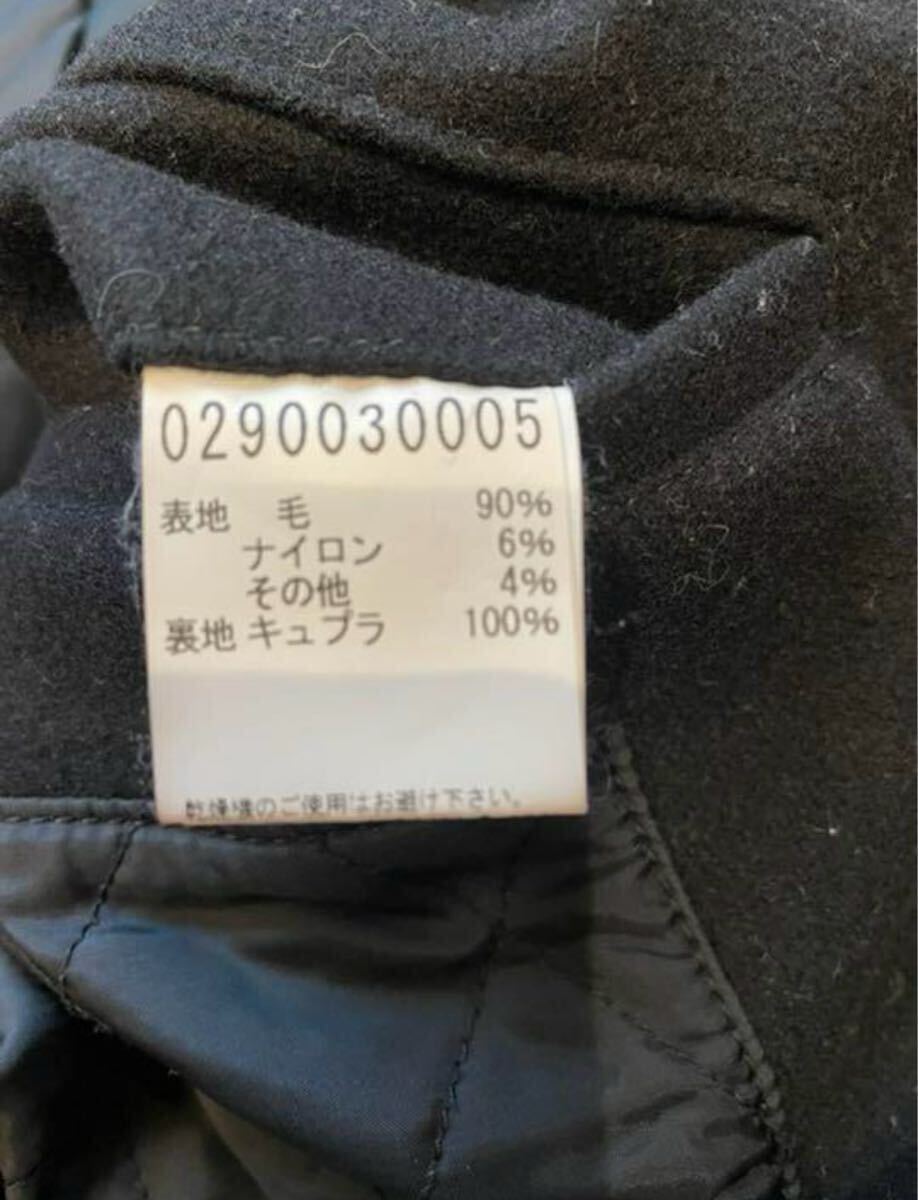 0290030005
表地 毛 90%
ナイロン 6%
その他 4%
裏地 キュプラ 100%
乾燥機のご使用はお避け下さい。